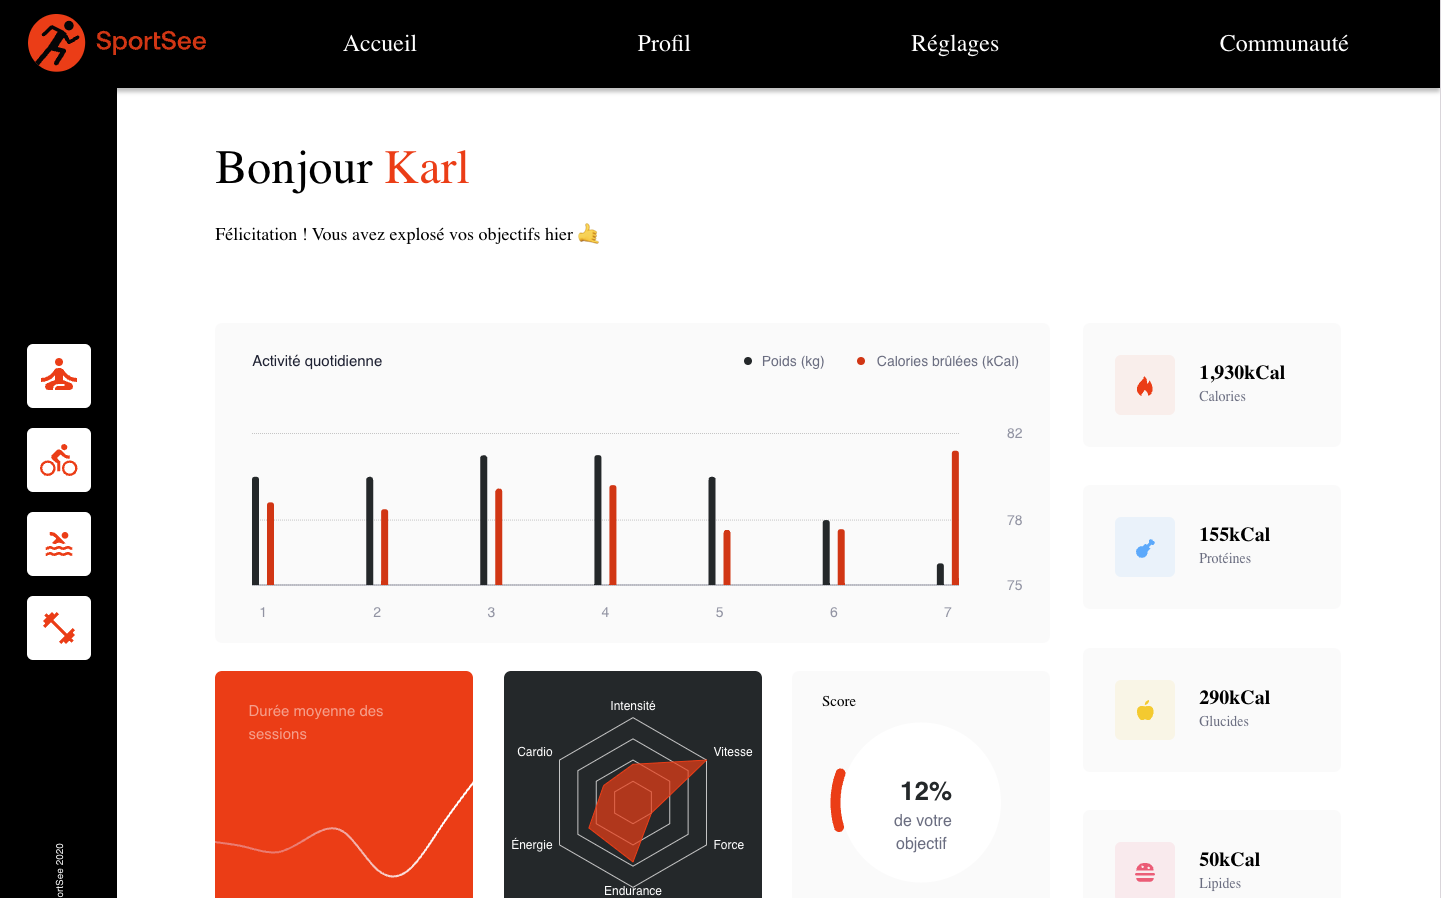 SportSee
Accueil
Profil
Réglages
Communauté
Bonjour Karl
Félicitation ! Vous avez explosé vos objectifs hier
Activité quotidienne
Poids (kg)
Calories brûlées (kCal)
82
78
75
1
2
3
4
5
6
7
1,930kCal
Calories
155kCal
Protéines
290kCal
Glucides
50kCal
Lipides
Durée moyenne des
sessions
Intensité
Vitesse
Force
Endurance
Énergie
Cardio
Score
12%
de votre
objectif
ortSee 2020